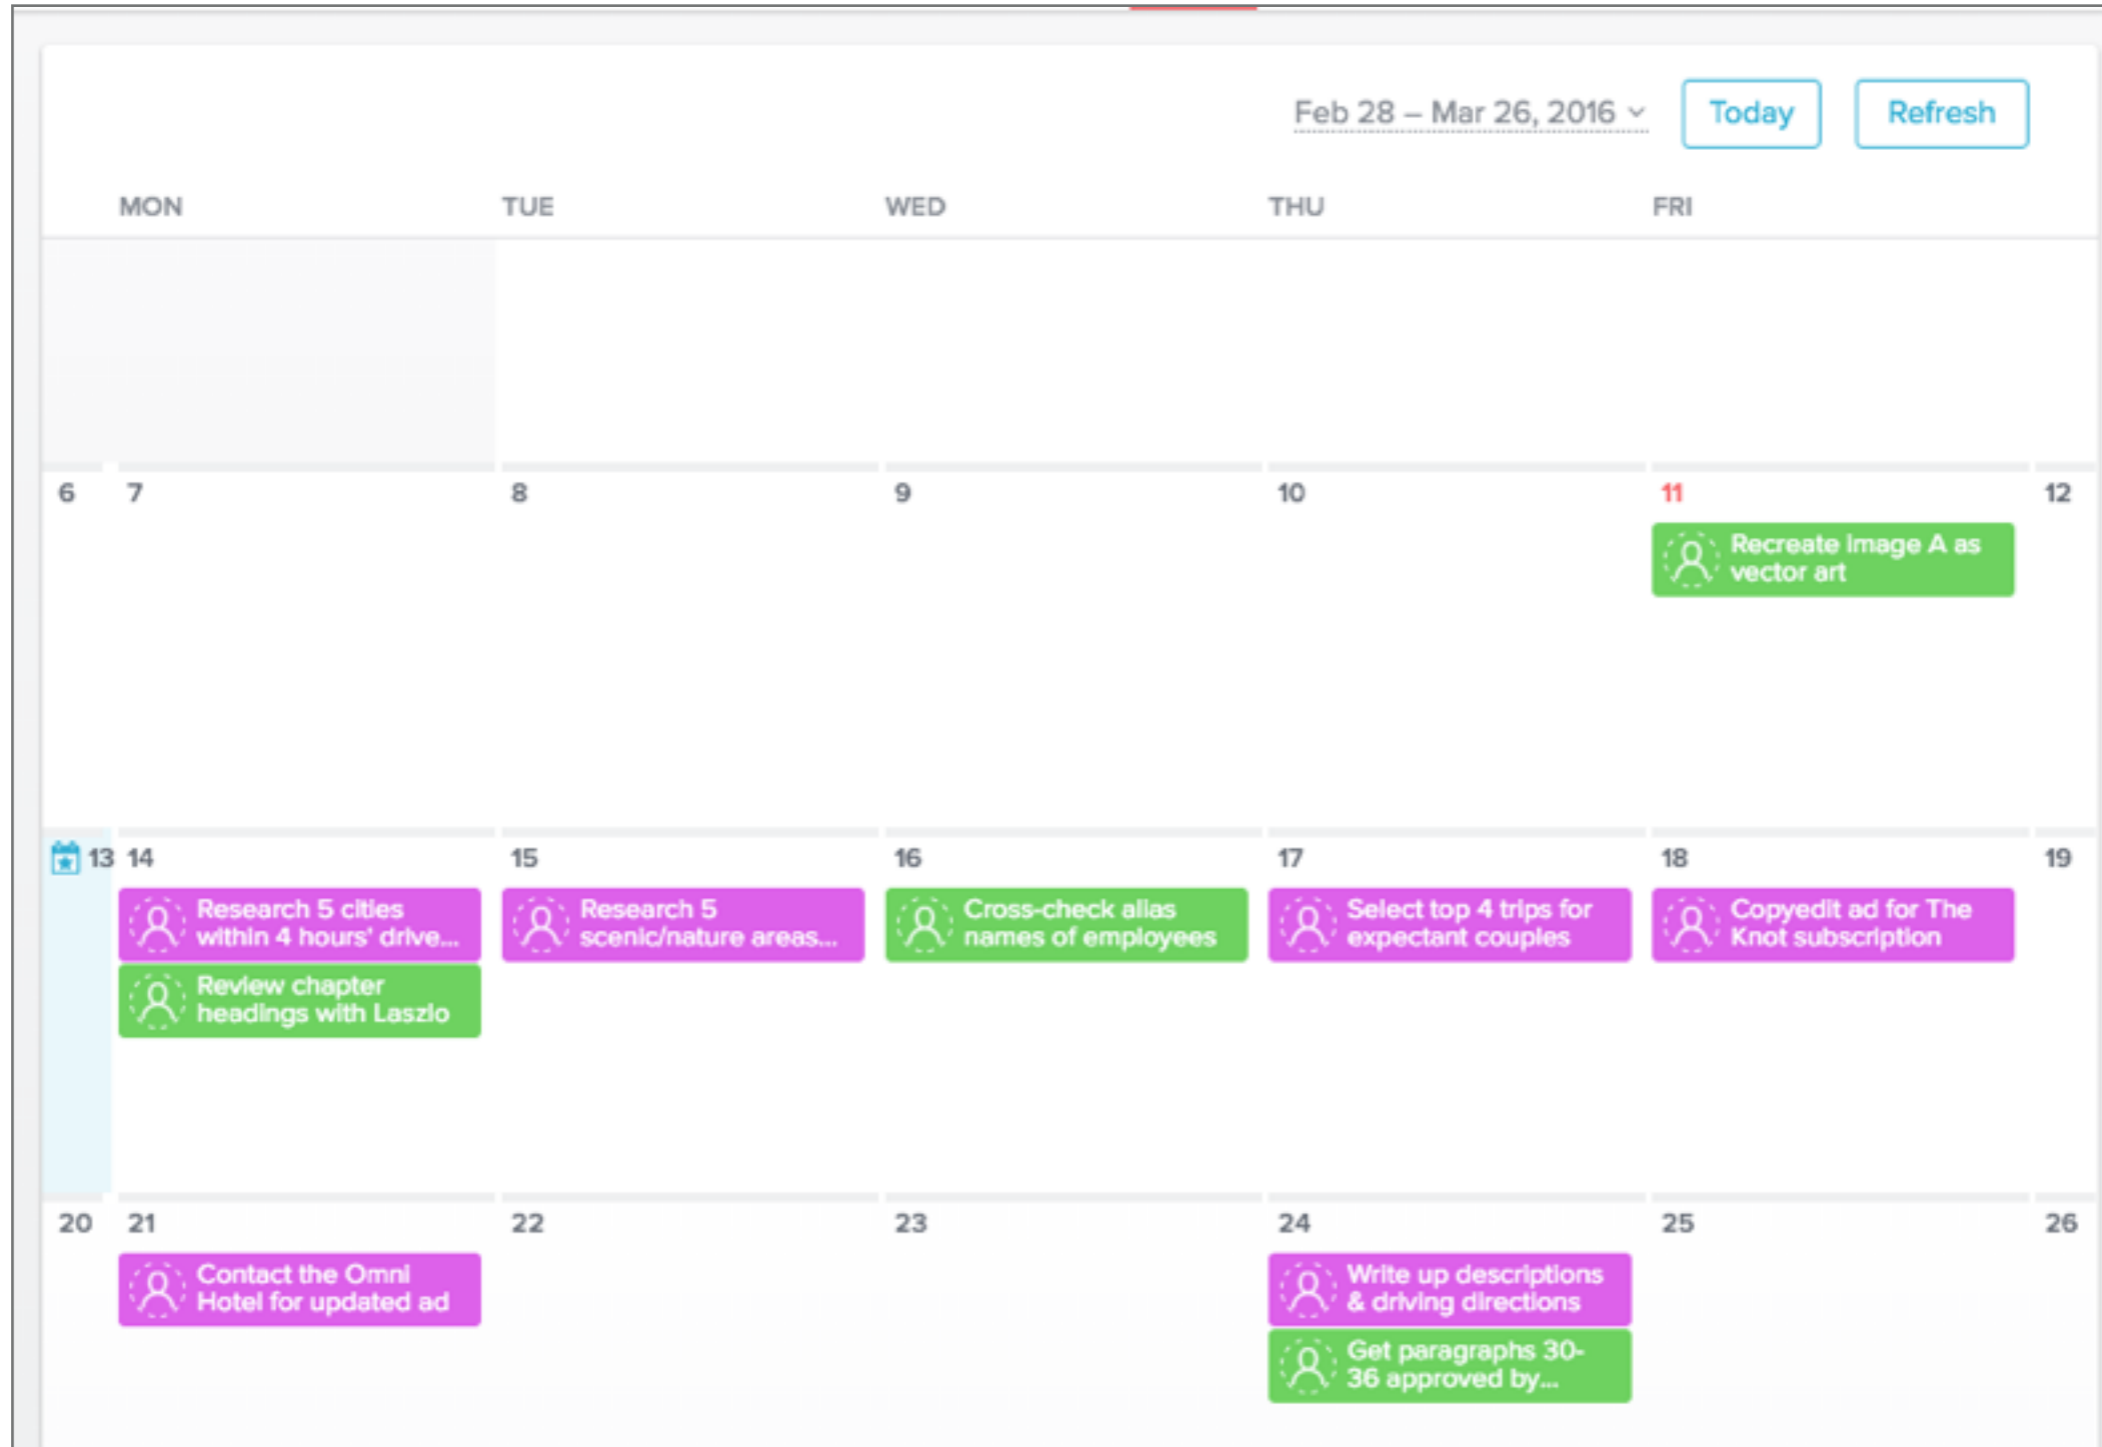 Feb 28 – Mar 26, 2016 Today Refresh
MON TUE WED THU FRI
6 7 8 9 10 11 12
Recreate image A as
vector art
13 14 15 16 17 18 19
Research 5 cities
within 4 hours' drive...
Review chapter
headings with Laszlo
Research 5
scenic/nature areas...
Cross-check alias
names of employees
Select top 4 trips for
expectant couples
Copyedit ad for The
Knot subscription
20 21 22 23 24 25 26
Contact the Omni
Hotel for updated ad
Write up descriptions
& driving directions
Get paragraphs 30-
36 approved by...